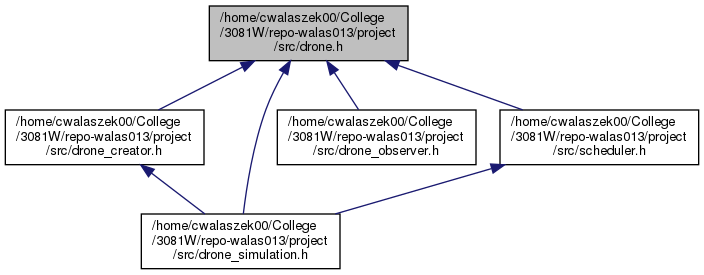 /home/cwalaszek00/College
/3081W/repo-walas013/project
/src/drone.h
/home/cwalaszek00/College
/3081W/repo-walas013/project
/src/drone_creator.h
/home/cwalaszek00/College
/3081W/repo-walas013/project
/src/drone_observer.h
/home/cwalaszek00/College
/3081W/repo-walas013/project
/src/scheduler.h
/home/cwalaszek00/College
/3081W/repo-walas013/project
/src/drone_simulation.h